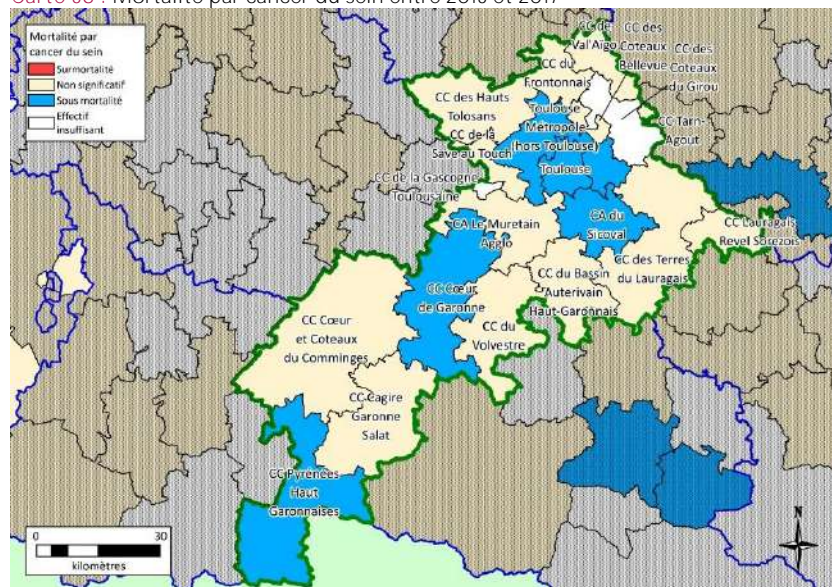 Carte 08 : Mortalité par cancer du sein entre 2013 et 2017
Mortalité par
cancer du sein
Surmortalité
Non significatif
Sous mortalité
Effectif
insuffisant
CC de
Val'Aïgo
CC des
Coteaux
Bellevue
CC des
Coteaux
du Girou
CC du
Frontonnais
CC des Hauts
Tolosans
Toulouse
Métropole
(hors Toulouse)
CC Tarn-
Agout
CC de la
Save au Touch
Toulouse
CC de la Gascogne
Toulousaine
CA Le Muretain
Agglo
CA du
Sicoval
CC Lauragais
Revel Sorezois
CC des Terres
du Lauragais
CC du Bassin
Auterivain
Haut-Garonnais
CC Cœur
de Garonne
CC du
Volvestre
CC Cœur
et Coteaux
du Comminges
CC Cagire
Garonne
Salat
CC Pyrénées
Haut
Garonnaises
N
0 30
kilomètres